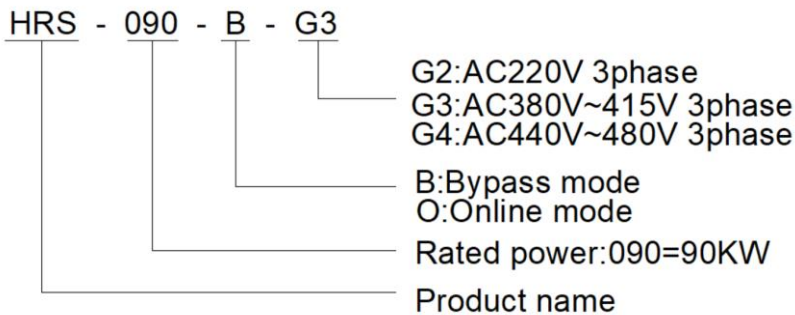 HRS - 090 - B - G3
G2:AC220V 3phase
G3:AC380V~415V 3phase
G4:AC440V~480V 3phase
B:Bypass mode
O:Online mode
Rated power:090=90KW
Product name